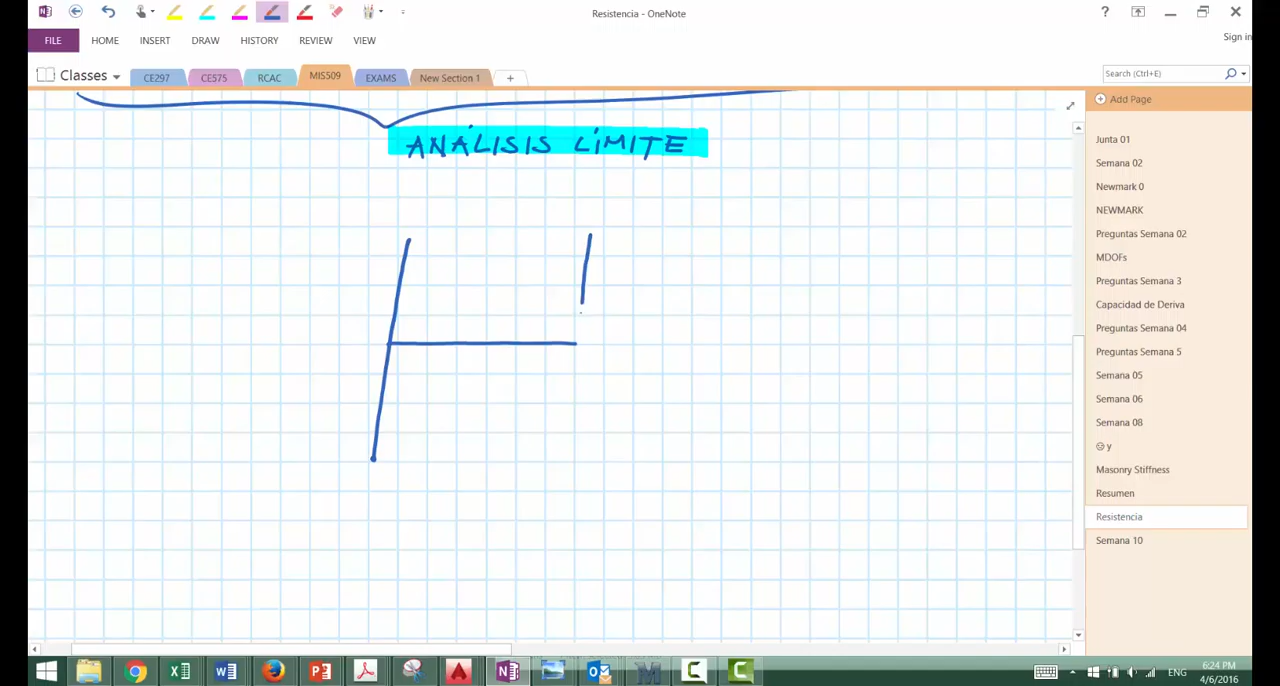 Resistencia - OneNote
?
Sign in
FILE HOME INSERT DRAW HISTORY REVIEW VIEW
Classes CE297 CE575 RCAC MIS509 EXAMS New Section 1 +
Search (Ctrl+E)
Add Page
ANÁLISIS LÍMITE
Junta 01
Semana 02
Newmark 0
NEWMARK
Preguntas Semana 02
MDOFs
Preguntas Semana 3
Capacidad de Deriva
Preguntas Semana 04
Preguntas Semana 5
Semana 05
Semana 06
Semana 08
y
Masonry Stiffness
Resumen
Resistencia
Semana 10
ENG
6:24 PM
4/6/2016